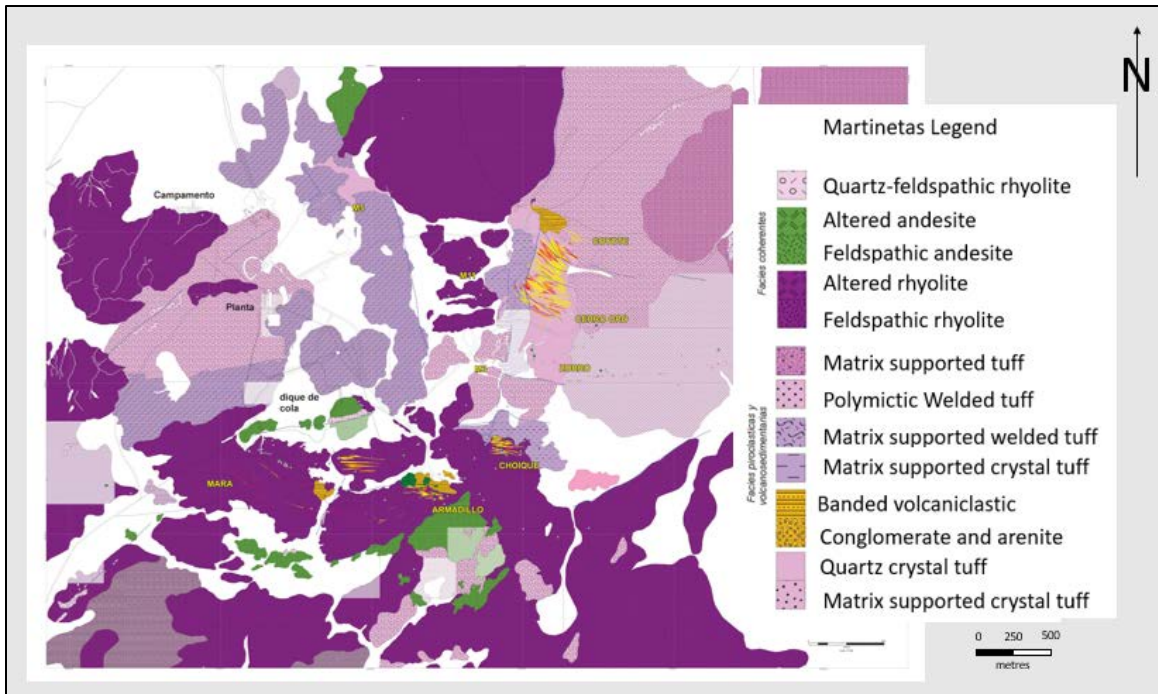 N
Martinetas Legend
Facies coherentes
Quartz-feldspathic rhyolite
Altered andesite
Feldspathic andesite
Altered rhyolite
Feldspathic rhyolite
Facies piroclasticas y
volcanosedimentarias
Matrix supported tuff
Polymictic Welded tuff
Matrix supported welded tuff
Matrix supported crystal tuff
Banded volcaniclastic
Conglomerate and arenite
Quartz crystal tuff
Matrix supported crystal tuff
0 250 500
metres
Campamento
COYOTE
CERRO ORO
Planta
ZORRO
dique de
cola
CHOIQUE
MARA
ARMADILLO